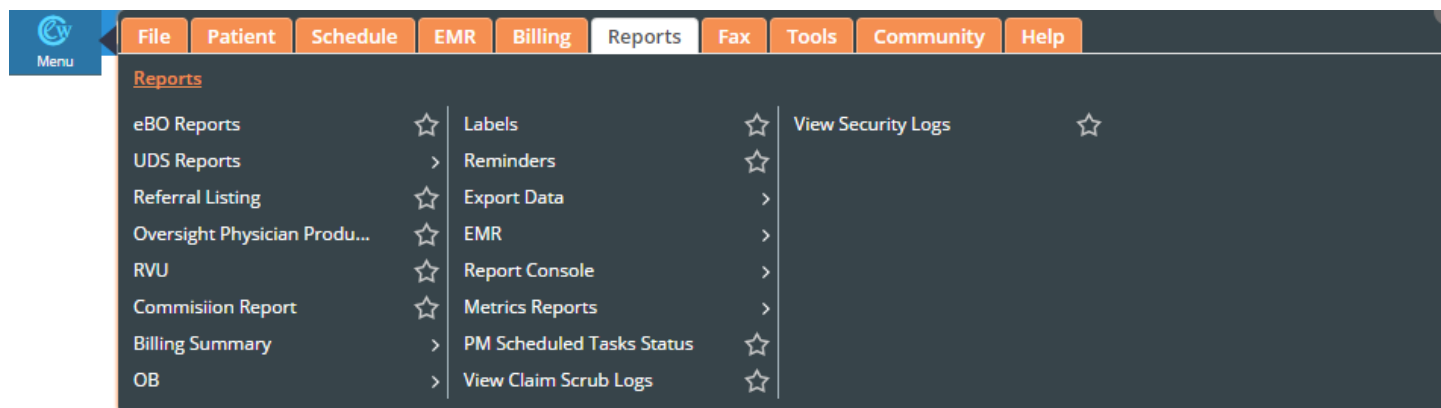 eCW
Menu
File Patient Schedule EMR Billing Reports Fax Tools Community Help
Reports
eBO Reports
UDS Reports
Referral Listing
Oversight Physician Produ...
RVU
Commisiion Report
Billing Summary
OB
Labels
Reminders
Export Data
EMR
Report Console
Metrics Reports
PM Scheduled Tasks Status
View Claim Scrub Logs
View Security Logs